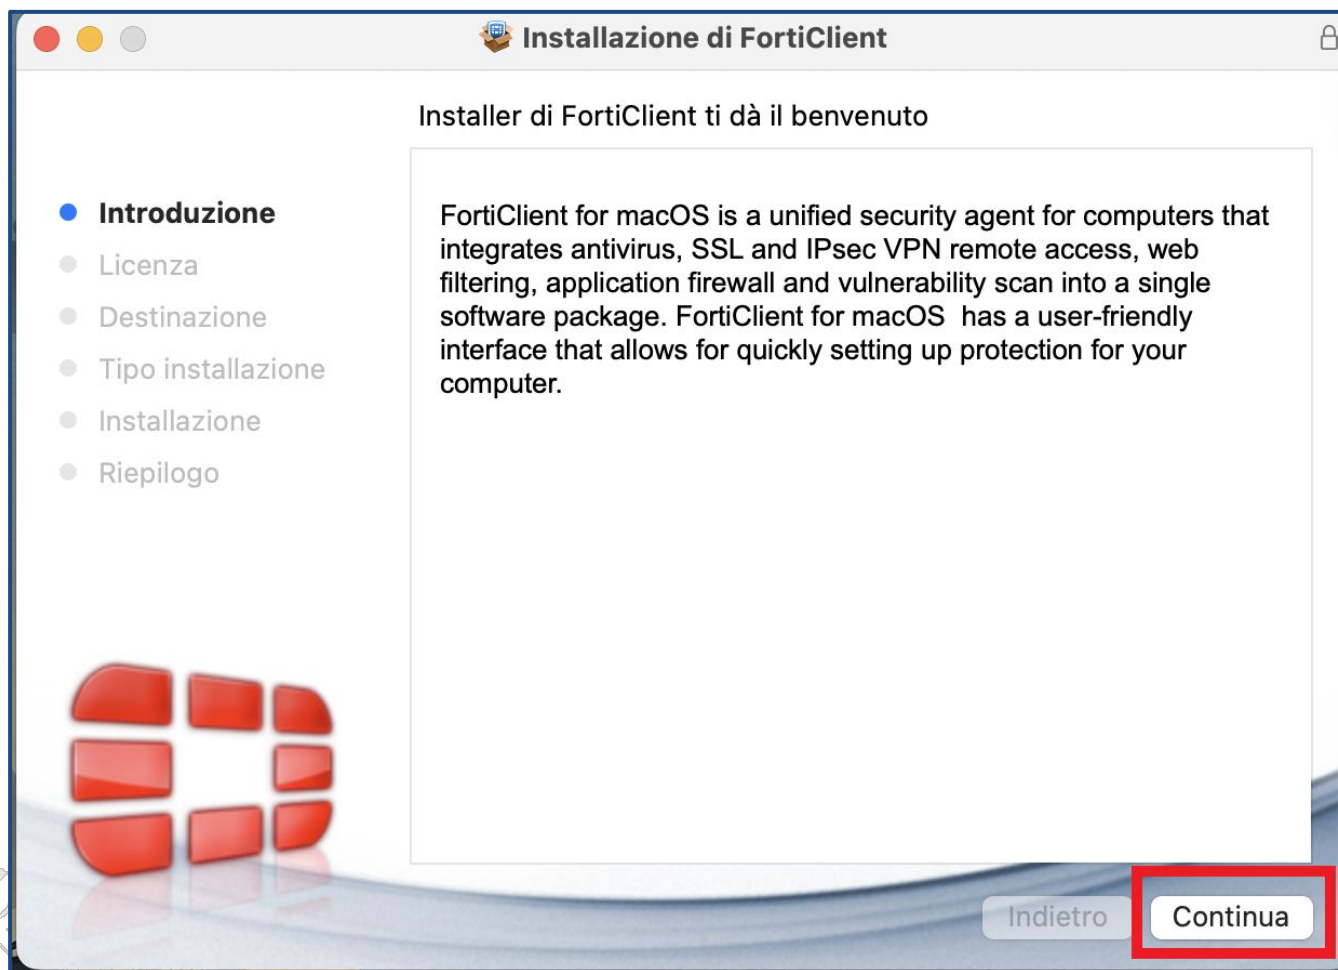 Installazione di FortiClient
Installer di FortiClient ti dà il benvenuto
Introduzione
Licenza
Destinazione
Tipo installazione
Installazione
Riepilogo
FortiClient for macOS is a unified security agent for computers that
integrates antivirus, SSL and IPsec VPN remote access, web
filtering, application firewall and vulnerability scan into a single
software package. FortiClient for macOS  has a user-friendly
interface that allows for quickly setting up protection for your
computer.
Indietro
Continua